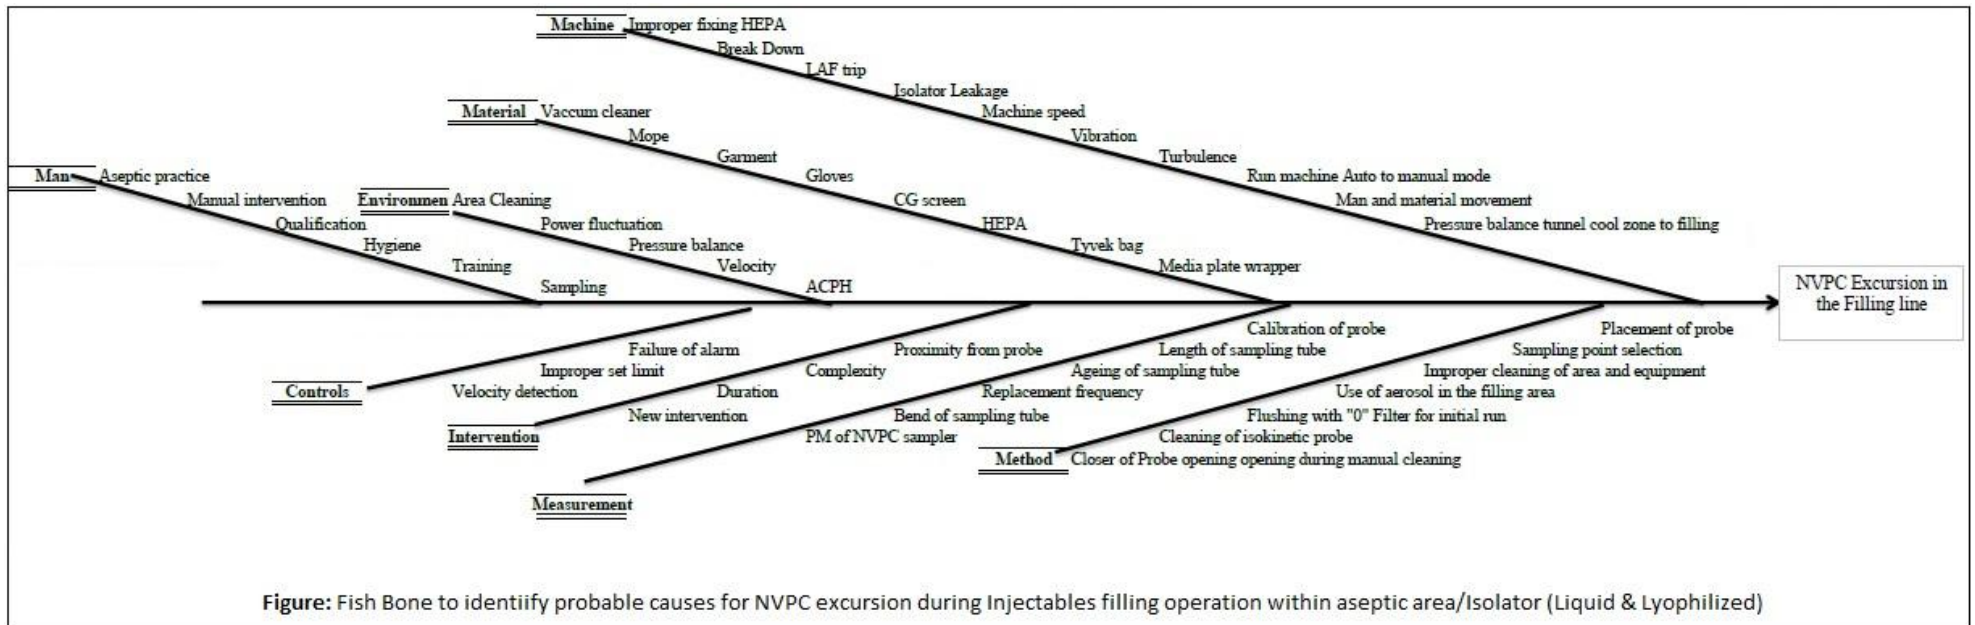 Machine
Improper fixing HEPA
Break Down
LAF trip
Isolator Leakage
Machine speed
Vibration
Turbulence
Run machine Auto to manual mode
Man and material movement
Pressure balance tunnel cool zone to filling
Material
Vaccum cleaner
Mope
Garment
Gloves
CG screen
HEPA
Tyvek bag
Media plate wrapper
Man
Aseptic practice
Manual intervention
Qualification
Hygiene
Training
Sampling
Environmen
Area Cleaning
Power fluctuation
Pressure balance
Velocity
ACPH
NVPC Excursion in
the Filling line
Controls
Failure of alarm
Improper set limit
Velocity detection
Intervention
Proximity from probe
Complexity
Duration
New intervention
Measurement
Calibration of probe
Length of sampling tube
Ageing of sampling tube
Replacement frequency
Bend of sampling tube
PM of NVPC sampler
Method
Placement of probe
Sampling point selection
Improper cleaning of area and equipment
Use of aerosol in the filling area
Flushing with "0" Filter for initial run
Cleaning of isokinetic probe
Closer of Probe opening opening during manual cleaning
Figure: Fish Bone to identiify probable causes for NVPC excursion during Injectables filling operation within aseptic area/Isolator (Liquid & Lyophilized)